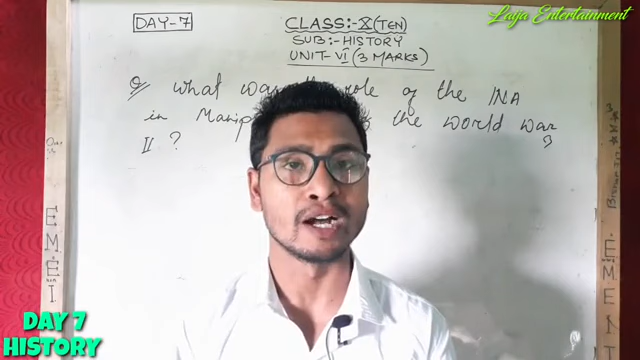 Laya Entertainment
DAY-7
CLASS:-X(TEN)
SUB:-HISTORY
UNIT-VI (3 MARKS)
Q what was the role of the INA
in Manip the world war
II ?
E M E I
E M E N T
DAY 7
HISTORY